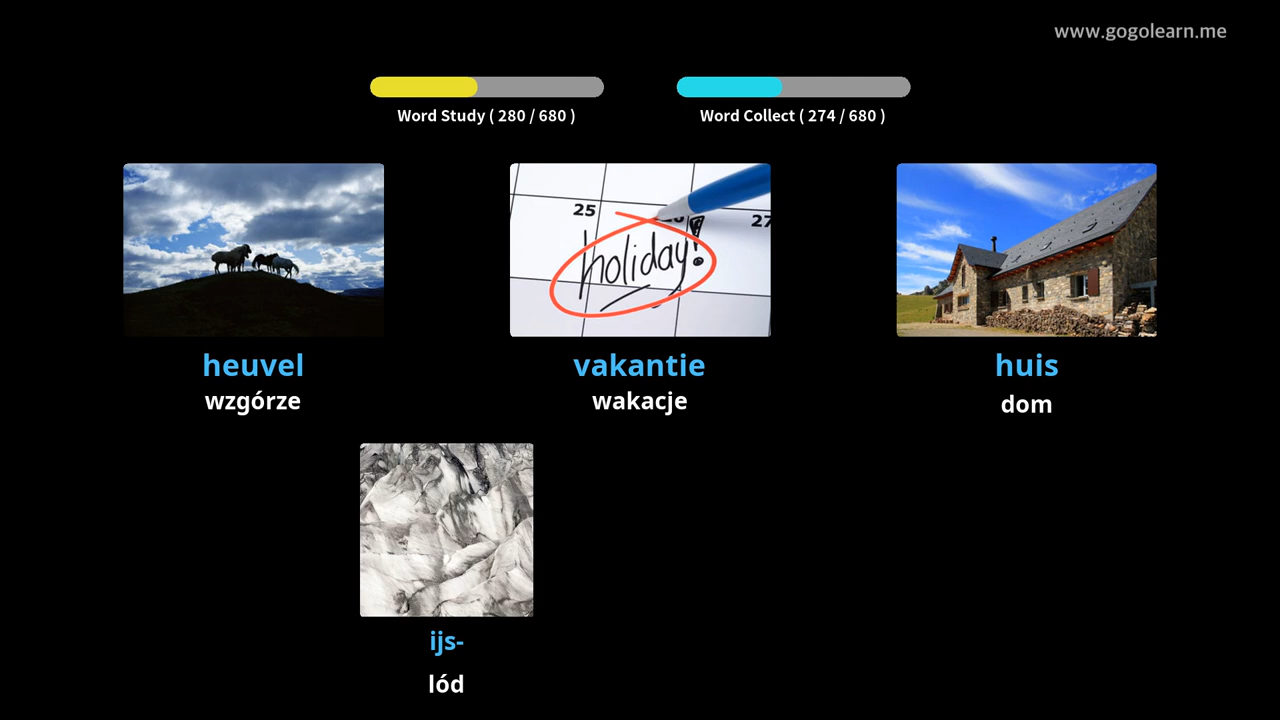 www.gogolearn.me
Word Study ( 280 / 680 )
Word Collect ( 274 / 680 )
25
27
holiday!
heuvel
vakantie
huis
wzgórze
wakacje
dom
ijs-
lód